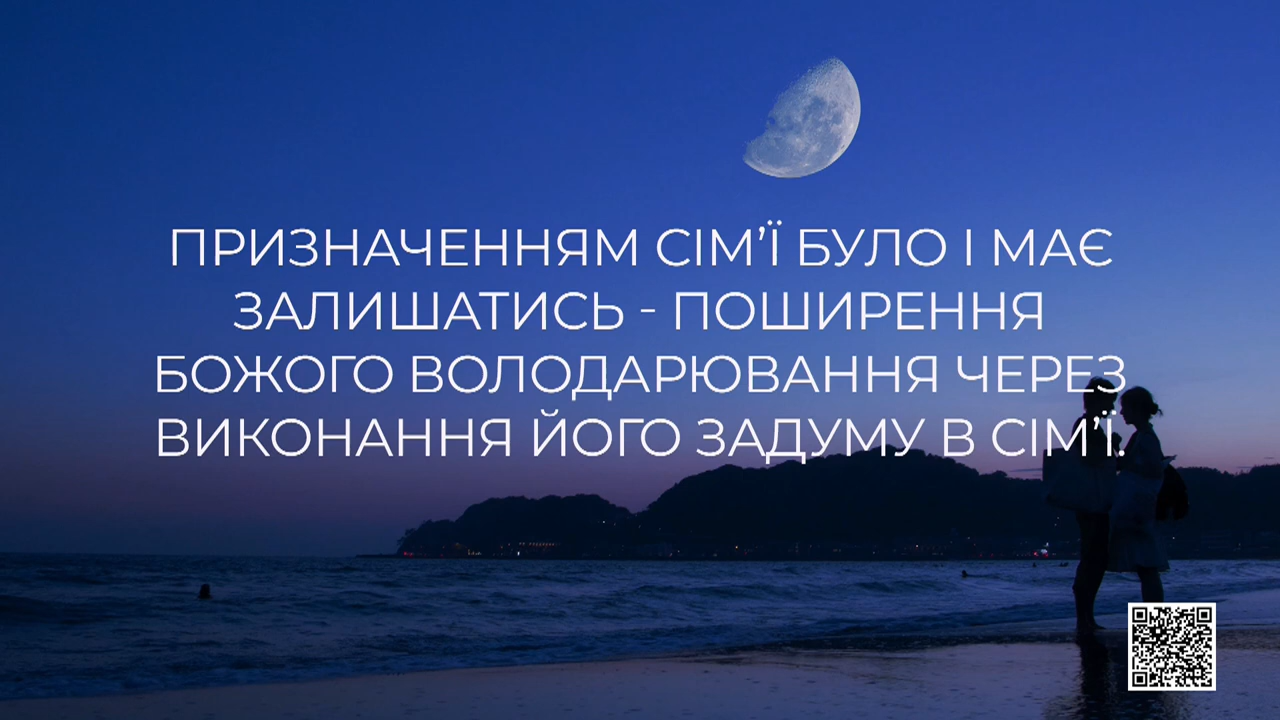 ПРИЗНАЧЕННЯМ СІМ’Ї БУЛО І МАЄ
ЗАЛИШАТИСЬ - ПОШИРЕННЯ
БОЖОГО ВОЛОДАРЮВАННЯ ЧЕРЕЗ
ВИКОНАННЯ ЙОГО ЗАДУМУ В СІМ’Ї.